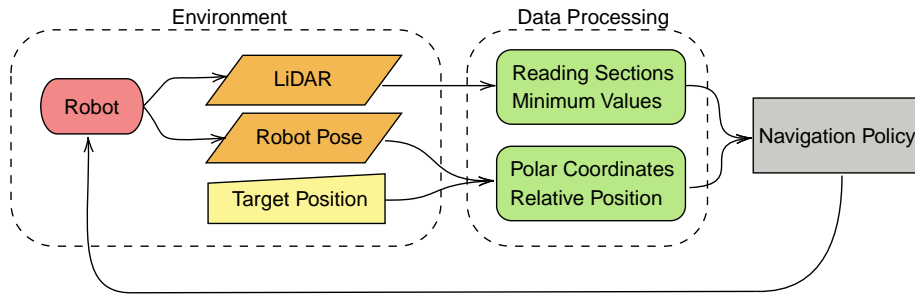 Environment
Data Processing
Robot
LiDAR
Robot Pose
Target Position
Reading Sections
Minimum Values
Polar Coordinates
Relative Position
Navigation Policy